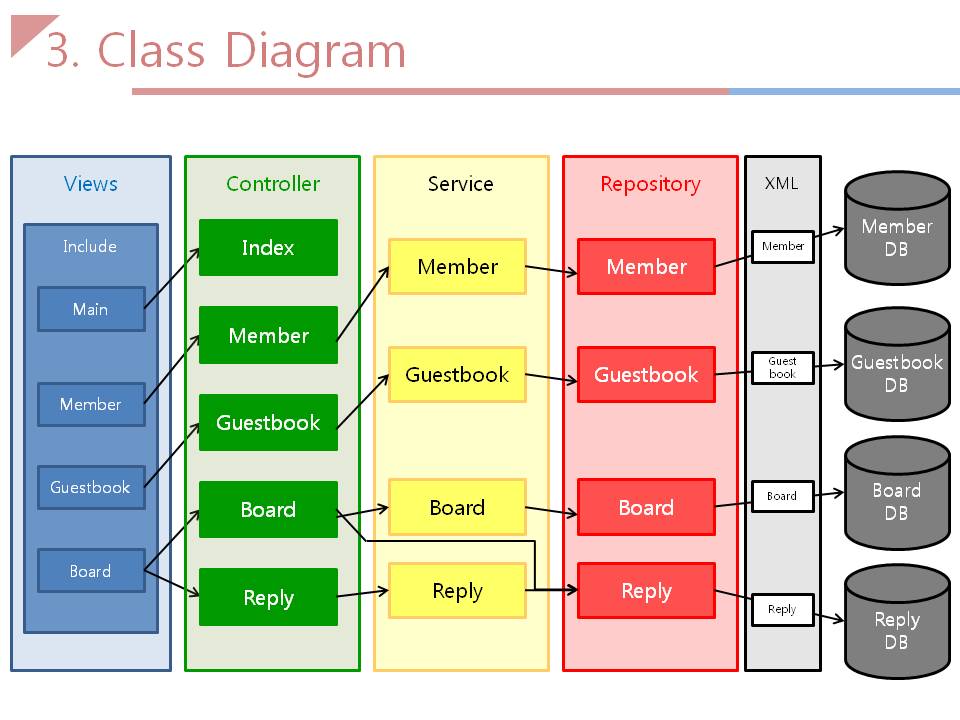 3. Class Diagram
Views
Include
Main
Member
Guestbook
Board
Controller
Index
Member
Guestbook
Board
Reply
Service
Member
Guestbook
Board
Reply
Repository
Member
Guestbook
Board
Reply
XML
Member
Guest
book
Board
Reply
Member
DB
Guestbook
DB
Board
DB
Reply
DB